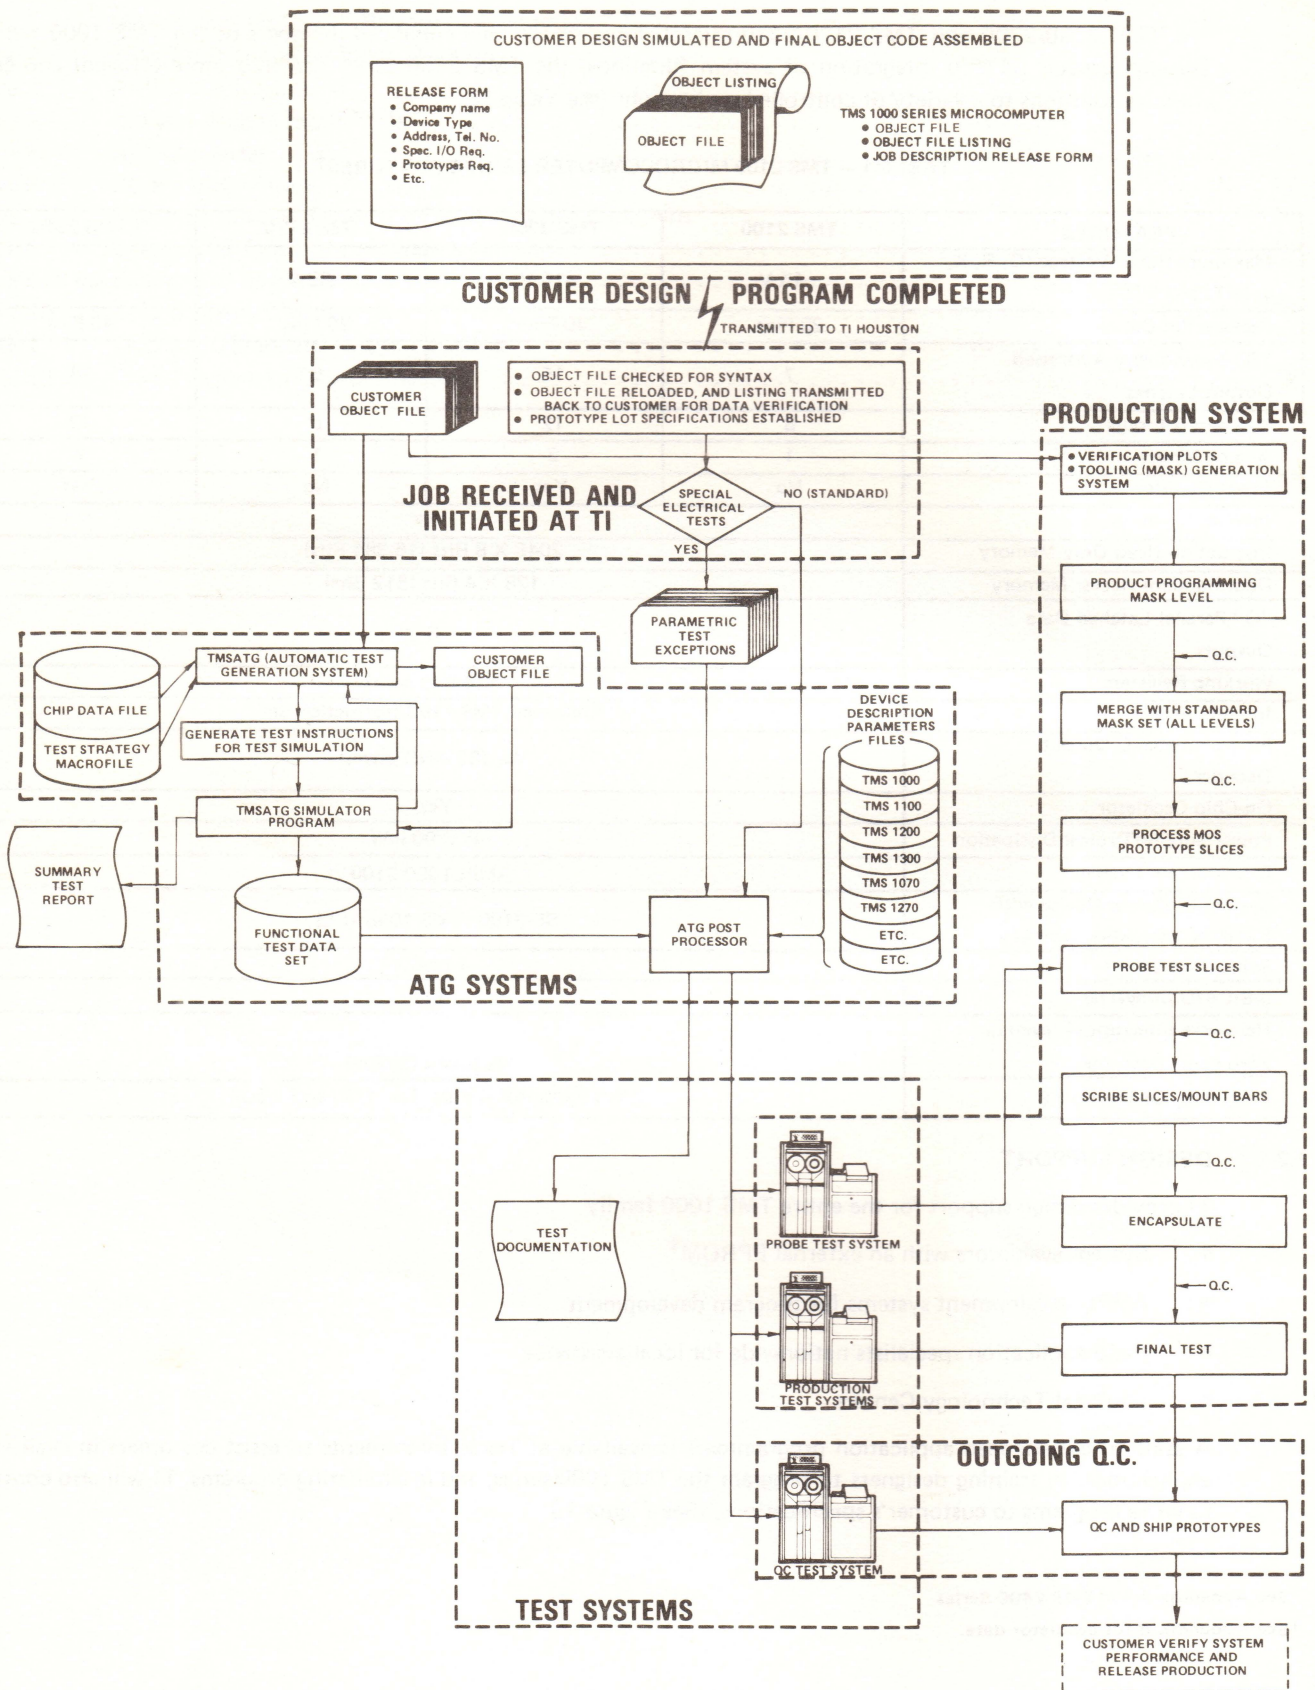 CUSTOMER DESIGN SIMULATED AND FINAL OBJECT CODE ASSEMBLED
RELEASE FORM
• Company name
• Device Type
• Address, Tel. No.
• Spec. I/O Req.
• Prototypes Req.
• Etc.
OBJECT LISTING
OBJECT FILE
TMS 1000 SERIES MICROCOMPUTER
• OBJECT FILE
• OBJECT FILE LISTING
• JOB DESCRIPTION RELEASE FORM
CUSTOMER DESIGN PROGRAM COMPLETED
TRANSMITTED TO TI HOUSTON
CUSTOMER
OBJECT FILE
• OBJECT FILE CHECKED FOR SYNTAX
• OBJECT FILE RELOADED, AND LISTING TRANSMITTED
BACK TO CUSTOMER FOR DATA VERIFICATION
• PROTOTYPE LOT SPECIFICATIONS ESTABLISHED
JOB RECEIVED AND
INITIATED AT TI
SPECIAL
ELECTRICAL
TESTS
NO (STANDARD)
YES
PARAMETRIC
TEST
EXCEPTIONS
PRODUCTION SYSTEM
• VERIFICATION PLOTS
• TOOLING (MASK) GENERATION
SYSTEM
PRODUCT PROGRAMMING
MASK LEVEL
Q.C.
MERGE WITH STANDARD
MASK SET (ALL LEVELS)
Q.C.
PROCESS MOS
PROTOTYPE SLICES
Q.C.
PROBE TEST SLICES
Q.C.
SCRIBE SLICES/MOUNT BARS
Q.C.
ENCAPSULATE
Q.C.
FINAL TEST
CHIP DATA FILE
TEST STRATEGY
MACROFILE
TMSATG (AUTOMATIC TEST
GENERATION SYSTEM)
CUSTOMER
OBJECT FILE
GENERATE TEST INSTRUCTIONS
FOR TEST SIMULATION
TMSATG SIMULATOR
PROGRAM
SUMMARY
TEST
REPORT
FUNCTIONAL
TEST DATA
SET
ATG POST
PROCESSOR
DEVICE
DESCRIPTION
PARAMETERS
FILES
TMS 1000
TMS 1100
TMS 1200
TMS 1300
TMS 1070
TMS 1270
ETC.
ETC.
ATG SYSTEMS
TEST
DOCUMENTATION
PROBE TEST SYSTEM
PRODUCTION
TEST SYSTEMS
QC TEST SYSTEM
TEST SYSTEMS
OUTGOING Q.C.
QC AND SHIP PROTOTYPES
CUSTOMER VERIFY SYSTEM
PERFORMANCE AND
RELEASE PRODUCTION